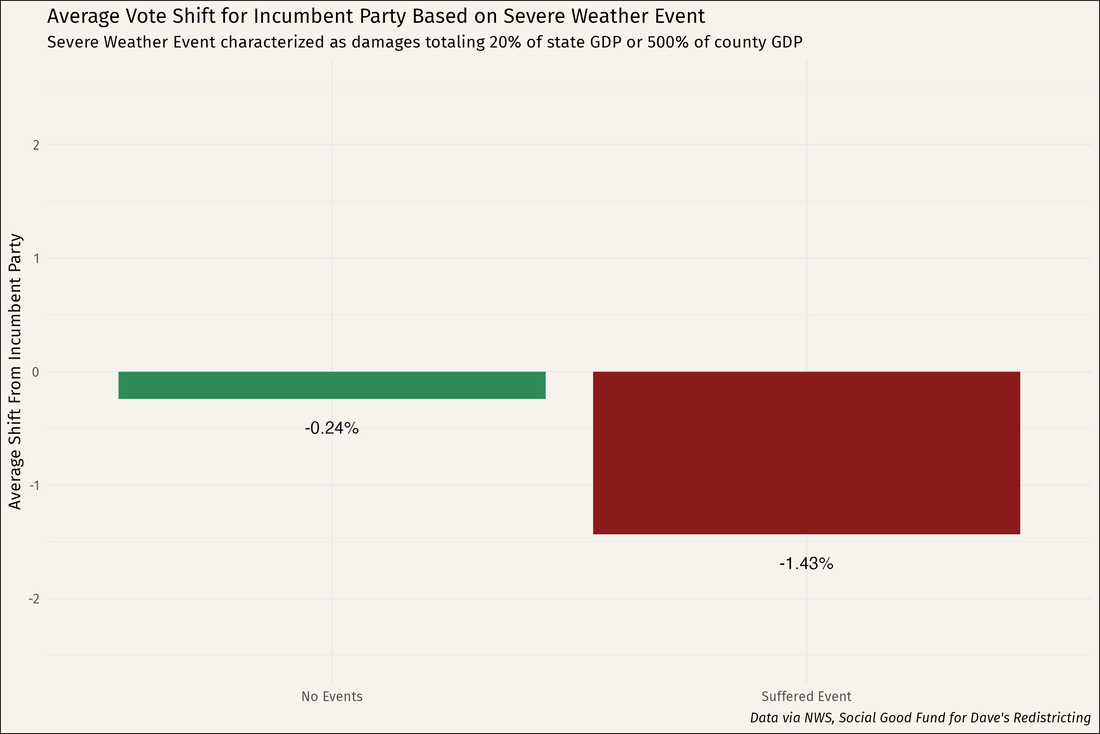 Average Vote Shift for Incumbent Party Based on Severe Weather Event
Severe Weather Event characterized as damages totaling 20% of state GDP or 500% of county GDP
Average Shift From Incumbent Party
2
1
0
-1
-2
-0.24%
-1.43%
No Events
Suffered Event
Data via NWS, Social Good Fund for Dave's Redistricting